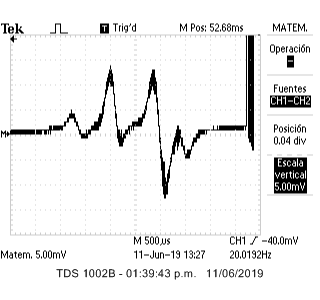 Tek T Trig'd M Pos: 52.68ms MATEM.
Operación
−
Fuentes
CH1−CH2
Posición
0.04 div
Escala
vertical
5.00mV
M
M 500µs CH1 −40.0mV
Matem. 5.00mV 11-Jun-19 13:27 20.0192Hz
TDS 1002B - 01:39:43 p.m. 11/06/2019